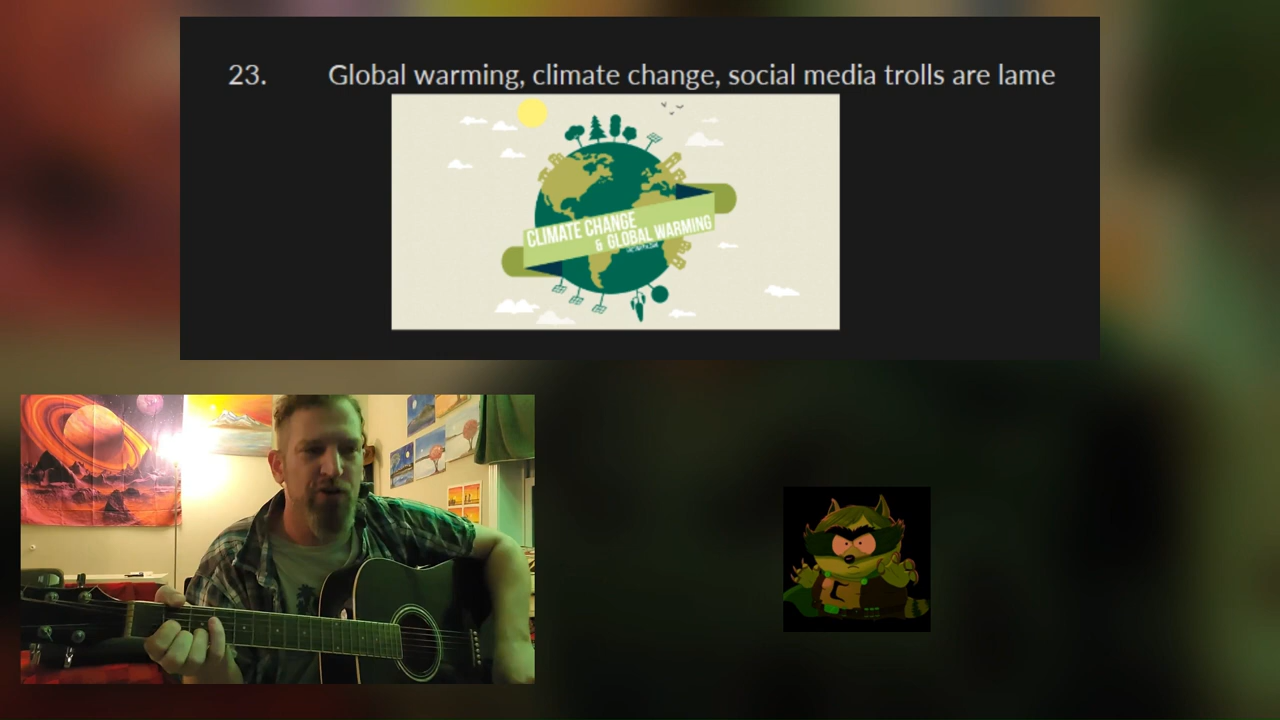 23. Global warming, climate change, social media trolls are lame
CLIMATE CHANGE
& GLOBAL WARMING